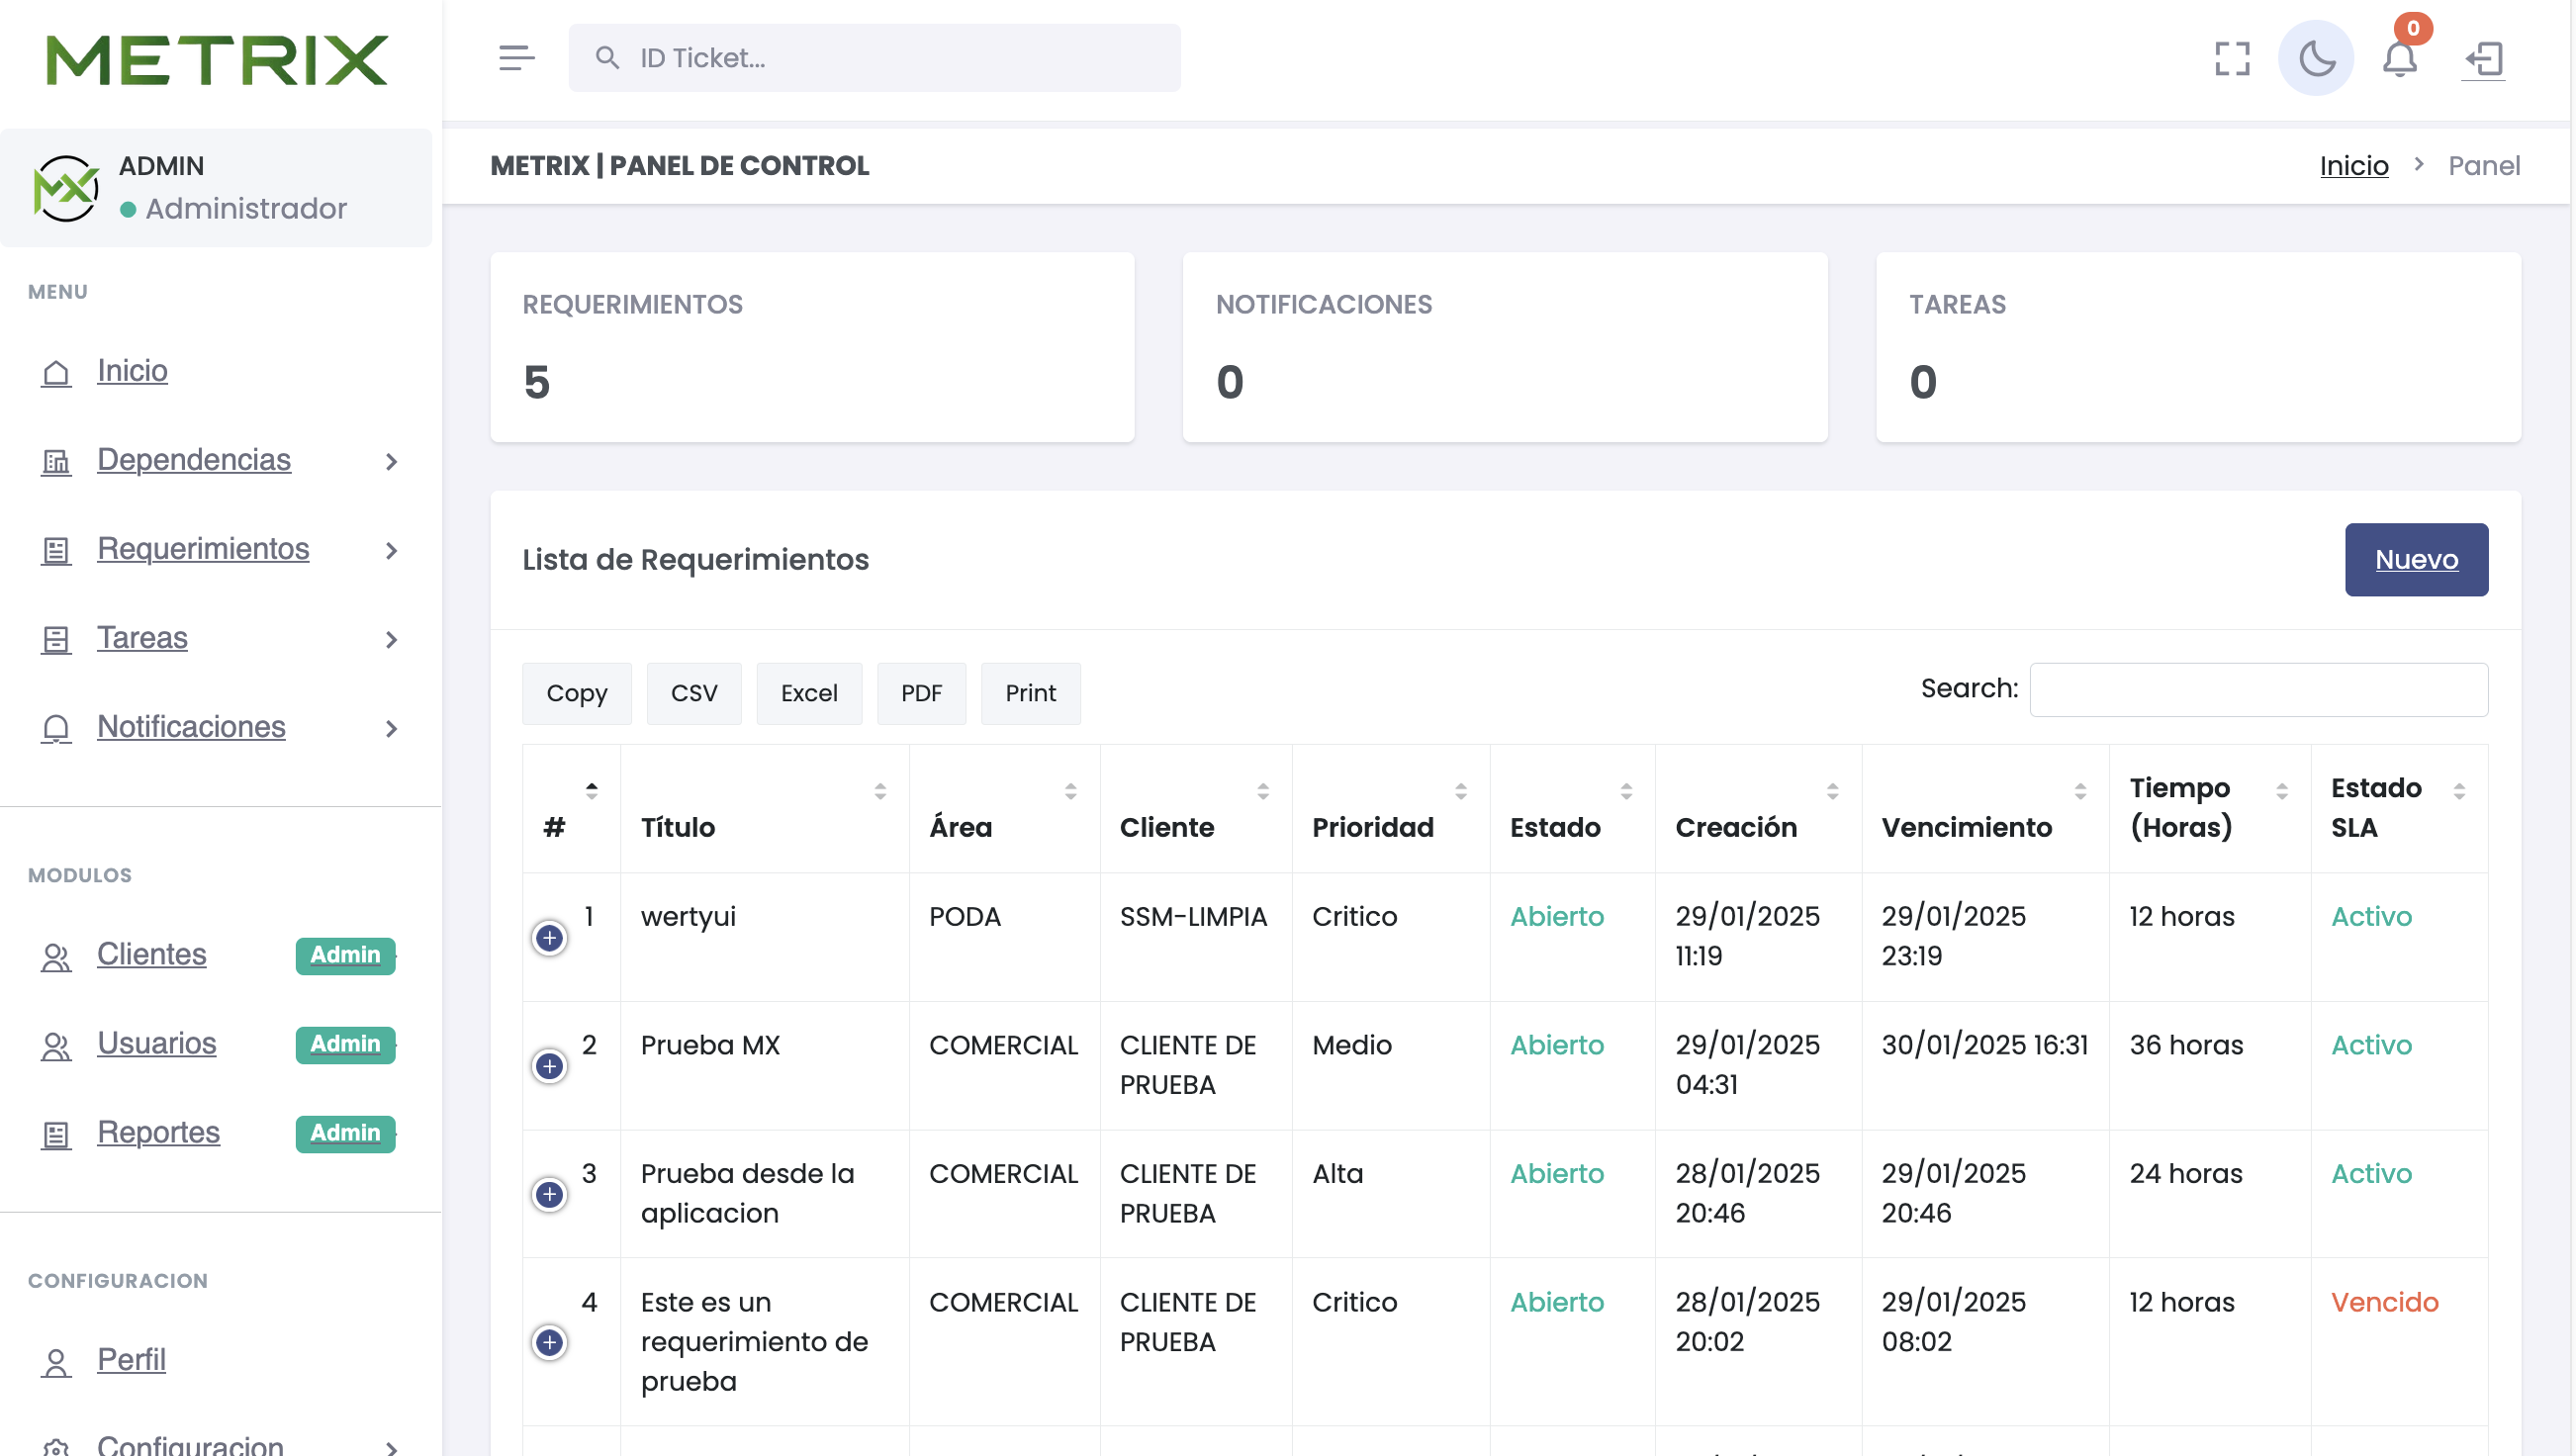 METRIX
ID Ticket...
0
ADMIN
Administrador
METRIX | PANEL DE CONTROL
Inicio > Panel
MENU
Inicio
Dependencias
Requerimientos
Tareas
Notificaciones
MODULOS
Clientes Admin
Usuarios Admin
Reportes Admin
CONFIGURACION
Perfil
Configuracion
REQUERIMIENTOS
5
NOTIFICACIONES
0
TAREAS
0
Lista de Requerimientos
Nuevo
Copy CSV Excel PDF Print
Search:
# Título Área Cliente Prioridad Estado Creación Vencimiento Tiempo (Horas) Estado SLA
1 wertyui PODA SSM-LIMPIA Critico Abierto 29/01/2025 11:19 29/01/2025 23:19 12 horas Activo
2 Prueba MX COMERCIAL CLIENTE DE PRUEBA Medio Abierto 29/01/2025 04:31 30/01/2025 16:31 36 horas Activo
3 Prueba desde la aplicacion COMERCIAL CLIENTE DE PRUEBA Alta Abierto 28/01/2025 20:46 29/01/2025 20:46 24 horas Activo
4 Este es un requerimiento de prueba COMERCIAL CLIENTE DE PRUEBA Critico Abierto 28/01/2025 20:02 29/01/2025 08:02 12 horas Vencido